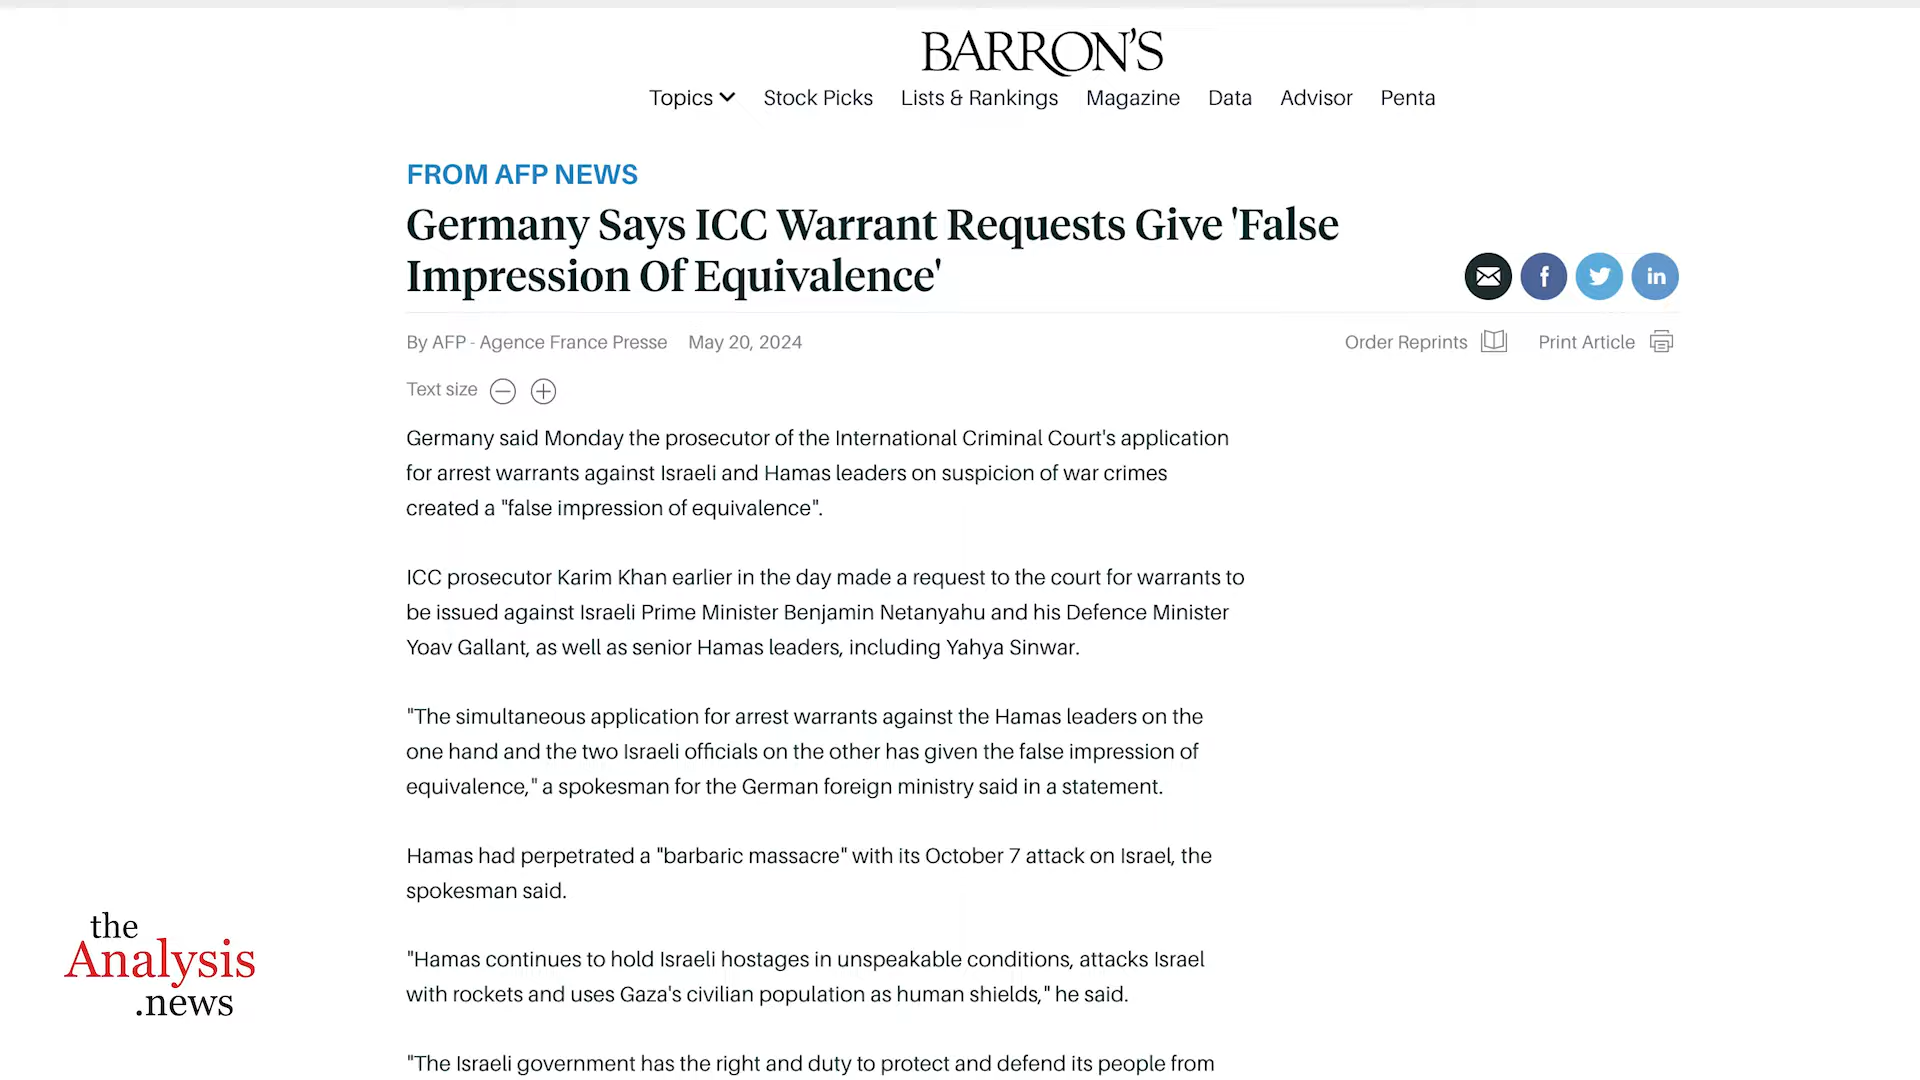 BARRON'S
Topics Stock Picks Lists & Rankings Magazine Data Advisor Penta
FROM AFP NEWS
Germany Says ICC Warrant Requests Give 'False
Impression Of Equivalence'
By AFP - Agence France Presse May 20, 2024
Order Reprints Print Article
Text size
Germany said Monday the prosecutor of the International Criminal Court's application
for arrest warrants against Israeli and Hamas leaders on suspicion of war crimes
created a "false impression of equivalence".
ICC prosecutor Karim Khan earlier in the day made a request to the court for warrants to
be issued against Israeli Prime Minister Benjamin Netanyahu and his Defence Minister
Yoav Gallant, as well as senior Hamas leaders, including Yahya Sinwar.
"The simultaneous application for arrest warrants against the Hamas leaders on the
one hand and the two Israeli officials on the other has given the false impression of
equivalence," a spokesman for the German foreign ministry said in a statement.
Hamas had perpetrated a "barbaric massacre" with its October 7 attack on Israel, the
spokesman said.
"Hamas continues to hold Israeli hostages in unspeakable conditions, attacks Israel
with rockets and uses Gaza's civilian population as human shields," he said.
"The Israeli government has the right and duty to protect and defend its people from
the
Analysis
.news